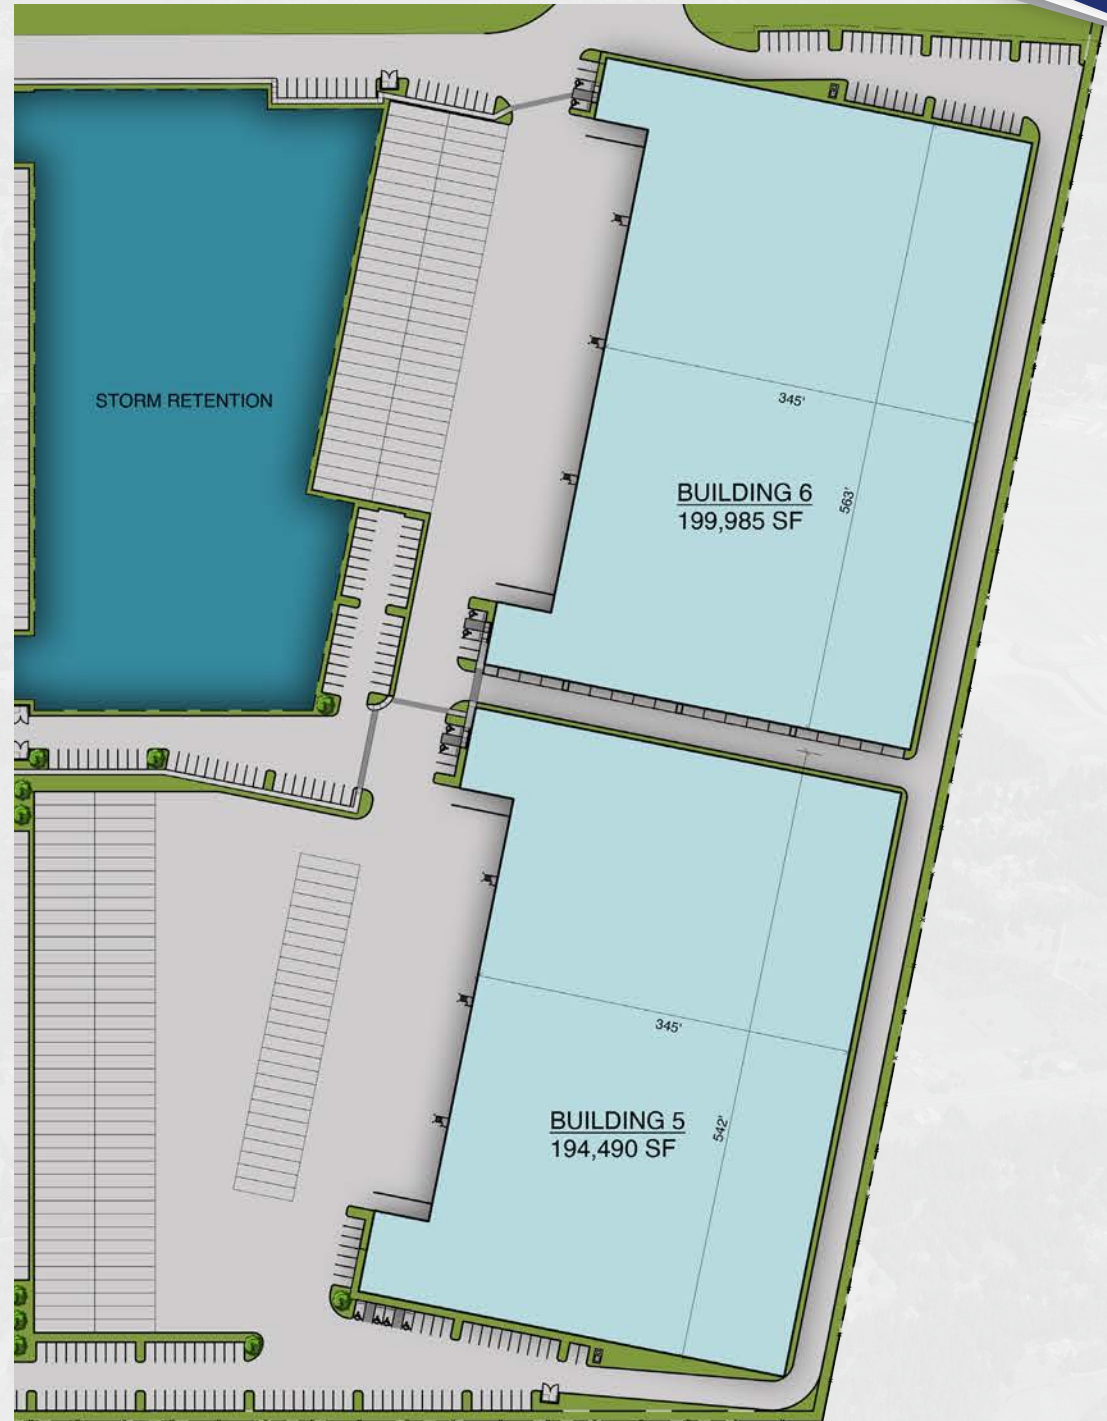 STORM RETENTION
345'
BUILDING 6
199,985 SF
563'
345'
BUILDING 5
194,490 SF
542'